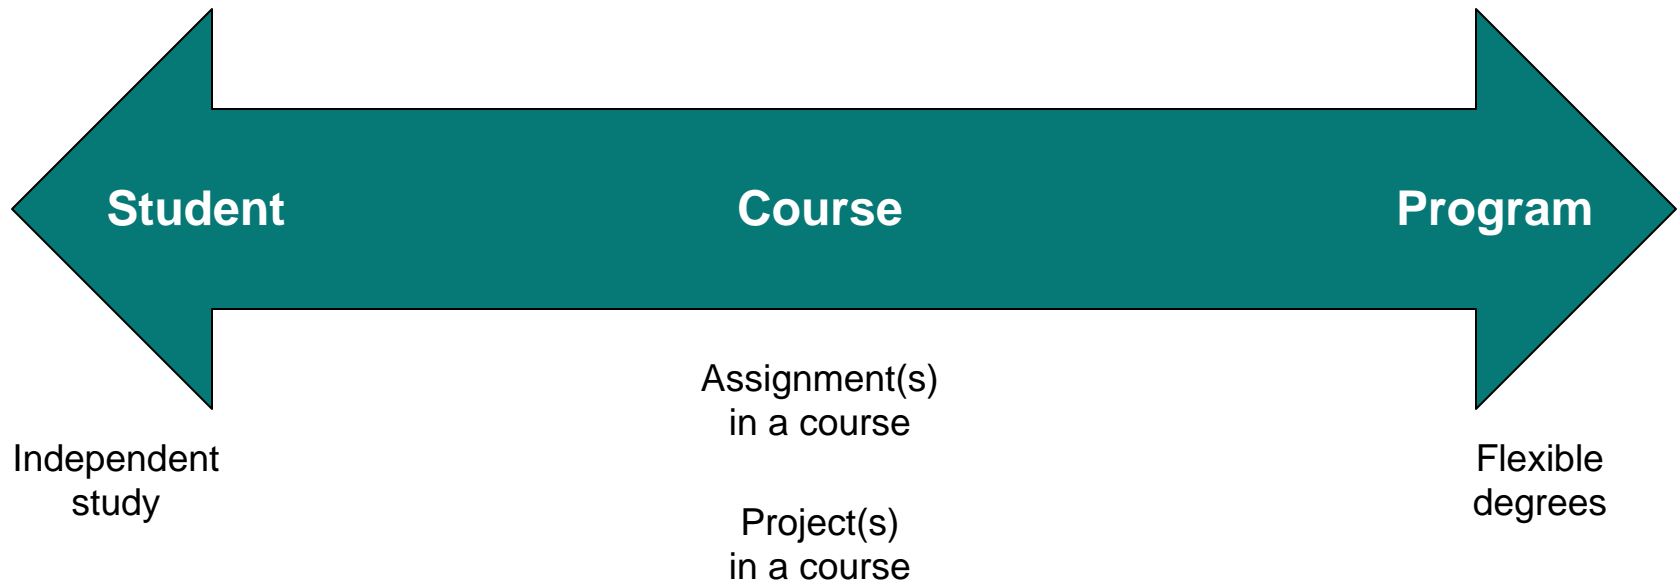 Student
Course
Program
Independent
study
Assignment(s)
in a course
Project(s)
in a course
Flexible
degrees